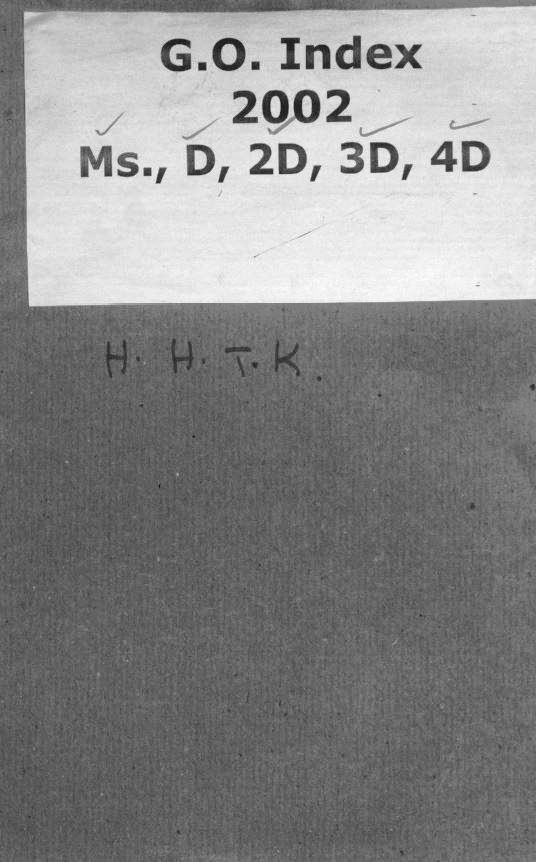 G.O. Index
2002
Ms., D, 2D, 3D, 4D
H. H. T. K.